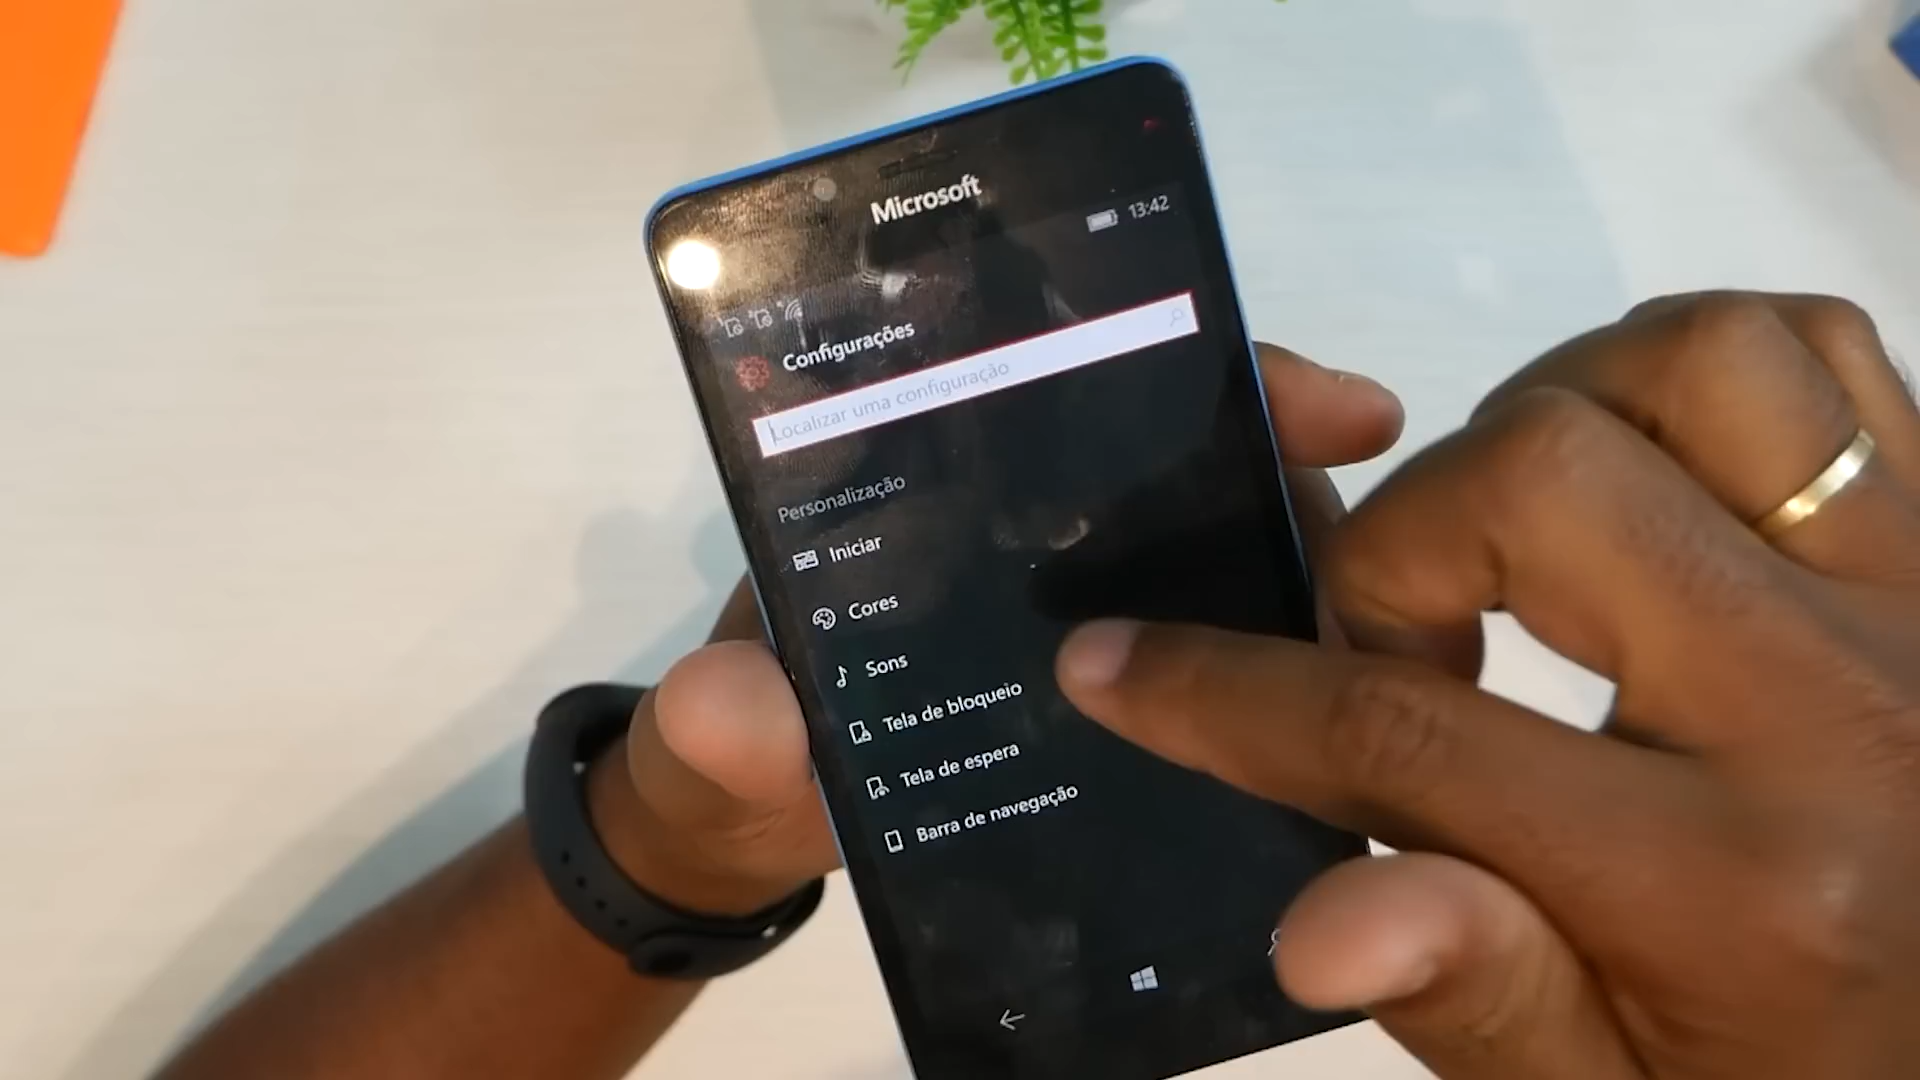 Microsoft
13:42
Configurações
Localizar uma configuração
Personalização
Iniciar
Cores
Sons
Tela de bloqueio
Tela de espera
Barra de navegação